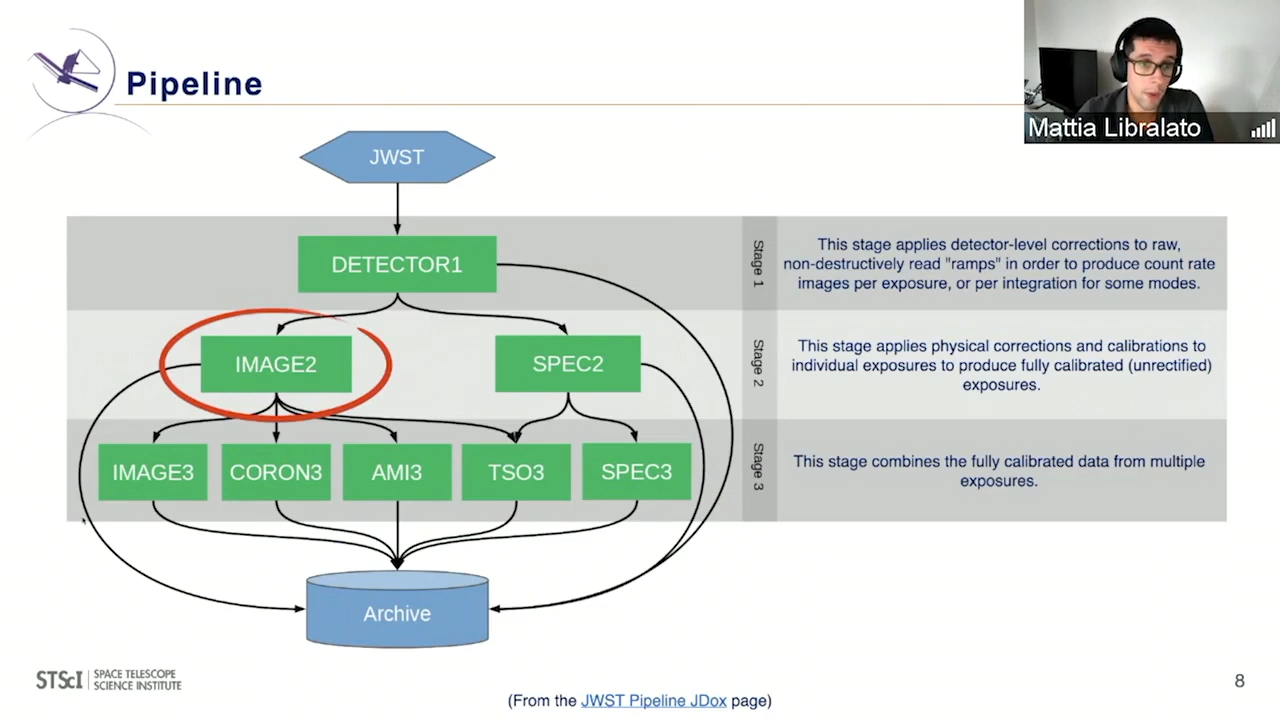 Pipeline
Mattia Libralato
JWST
DETECTOR1
Stage 1
This stage applies detector-level corrections to raw,
non-destructively read "ramps" in order to produce count rate
images per exposure, or per integration for some modes.
IMAGE2
SPEC2
Stage 2
This stage applies physical corrections and calibrations to
individual exposures to produce fully calibrated (unrectified)
exposures.
IMAGE3
CORON3
AMI3
TSO3
SPEC3
Stage 3
This stage combines the fully calibrated data from multiple
exposures.
Archive
STScI
SPACE TELESCOPE
SCIENCE INSTITUTE
8
(From the JWST Pipeline JDox page)